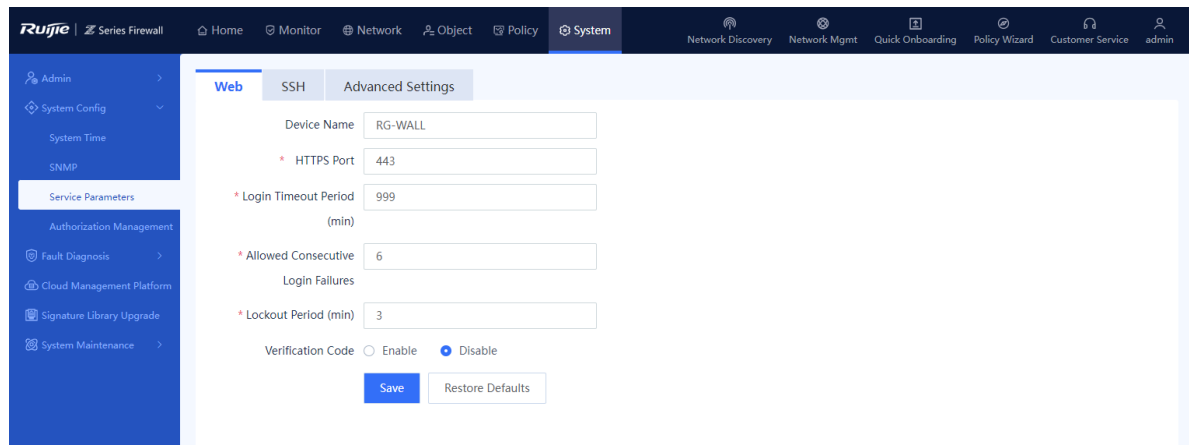 Ruijie | Z Series Firewall
Home
Monitor
Network
Object
Policy
System
Network Discovery
Network Mgmt
Quick Onboarding
Policy Wizard
Customer Service
admin
Admin
System Config
System Time
SNMP
Service Parameters
Authorization Management
Fault Diagnosis
Cloud Management Platform
Signature Library Upgrade
System Maintenance
Web
SSH
Advanced Settings
Device Name RG-WALL
* HTTPS Port 443
* Login Timeout Period 999
(min)
* Allowed Consecutive 6
Login Failures
* Lockout Period (min) 3
Verification Code Enable Disable
Save Restore Defaults